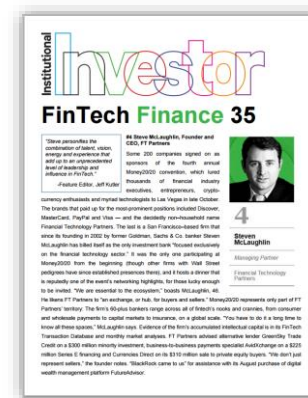 Institutional
Investor
FinTech Finance 35
"Steve personifies the
combination of talent, vision,
energy and experience that
add up to an unprecedented
level of leadership and
influence in FinTech."
-Feature Editor, Jeff Kutler
#4 Steve McLaughlin, Founder and
CEO, FT Partners
Some 200 companies signed on as
sponsors of the fourth annual
Money20/20 convention, which lured
thousands of financial industry
executives, entrepreneurs, crypto-
currency enthusiasts and myriad technologists to Las Vegas in late October.
The brands that paid up for the most-prominent positions included Discover,
MasterCard, PayPal and Visa — and the decidedly non-household name
Financial Technology Partners. The last is a San Francisco-based firm that
since its founding in 2002 by former Goldman, Sachs & Co. banker Steven
McLaughlin has billed itself as the only investment bank "focused exclusively
on the financial technology sector." It was the only one participating at
Money20/20 from the beginning (though other firms with Wall Street
pedigrees have since established presences there), and it hosts a dinner that
is reputedly one of the event's networking highlights, for those lucky enough
to be invited. "We are essential to the ecosystem," boasts McLaughlin, 46.
He likens FT Partners to "an exchange, or hub, for buyers and sellers." Money20/20 represents only part of FT
Partners' territory. The firm's 60-plus bankers range across all of fintech's nooks and crannies, from consumer
and wholesale payments to capital markets to insurance, on a global scale. "You have to do it a long time to
know all these spaces," McLaughlin says. Evidence of the firm's accumulated intellectual capital is in its FinTech
Transaction Database and monthly market analyses. FT Partners advised alternative lender GreenSky Trade
Credit on a $300 million minority investment, business-to-business payments specialist AvidXchange on a $225
million Series E financing and Currencies Direct on its $310 million sale to private equity buyers. "We don't just
represent sellers," the founder notes. "BlackRock came to us" for assistance with its August purchase of digital
wealth management platform FutureAdvisor.
4
Steven
McLaughlin
Managing Partner
Financial Technology
Partners